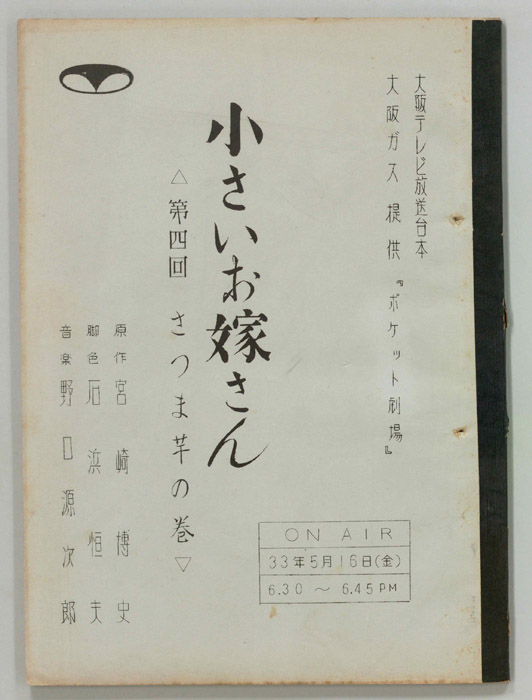 大阪テレビ放送台本
大阪ガス 提供 『ポケット劇場』
小さいお嫁さん
△第四回 さつま芋の巻▽
原作 宮崎博史
脚色 石浜恒夫
音楽 野口源次郎
ON AIR
33年5月16日(金)
6.30 ～ 6.45 PM